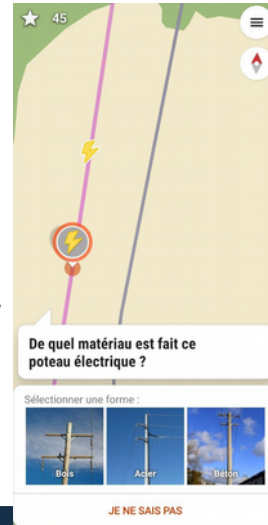 45
De quel matériau est fait ce
poteau électrique ?
Sélectionner une forme :
Bois Acier Béton
JE NE SAIS PAS